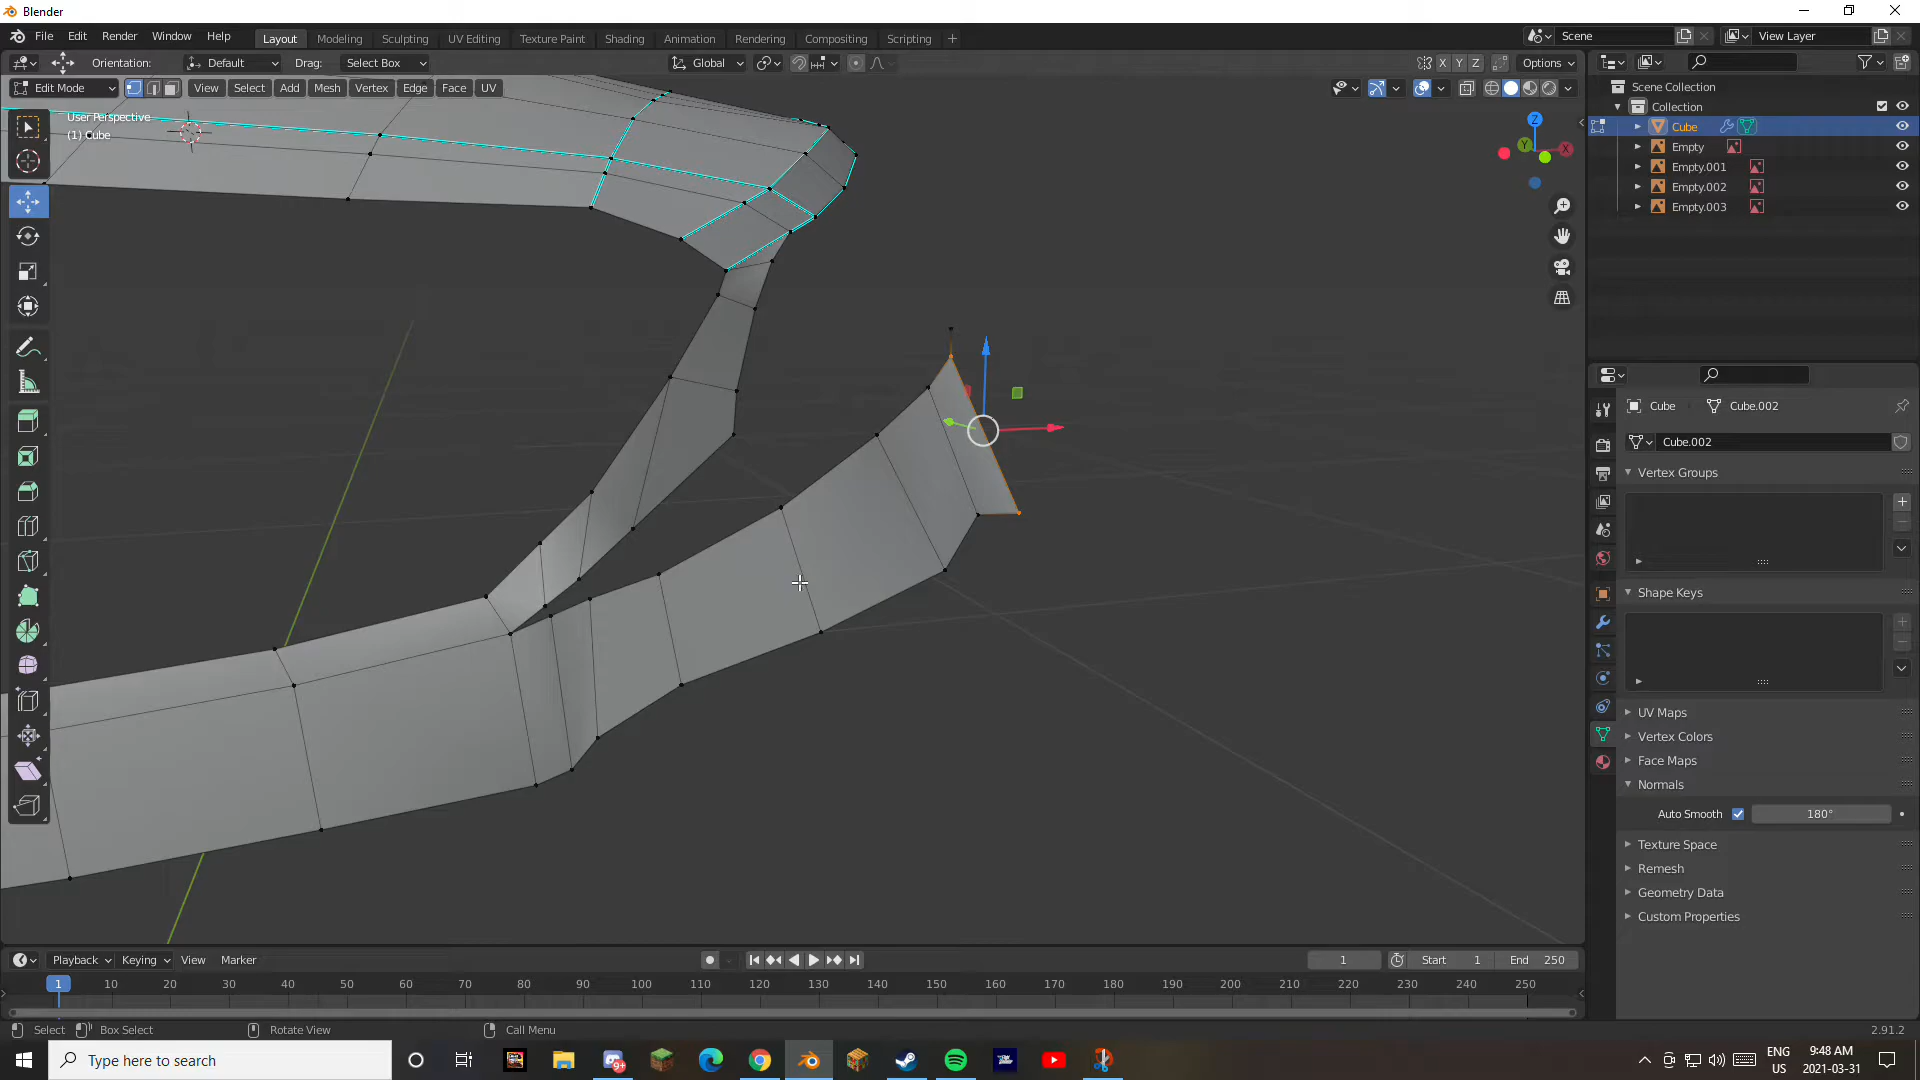 Blender
File Edit Render Window Help Layout Modeling Sculpting UV Editing Texture Paint Shading Animation Rendering Compositing Scripting + Scene View Layer
Orientation: Default Drag: Select Box Global X Y Z Options
Edit Mode View Select Add Mesh Vertex Edge Face UV
User Perspective
(1) Cube
Z
Y
X
Scene Collection
Collection
Cube
Empty
Empty.001
Empty.002
Empty.003
Cube Cube.002
Cube.002
Vertex Groups
Shape Keys
UV Maps
Vertex Colors
Face Maps
Normals
Auto Smooth 180°
Texture Space
Remesh
Geometry Data
Custom Properties
Playback Keying View Marker 1 Start 1 End 250
1 10 20 30 40 50 60 70 80 90 100 110 120 130 140 150 160 170 180 190 200 210 220 230 240 250
Select Box Select Rotate View Call Menu 2.91.2
Type here to search 9+ ENG US 9:48 AM 2021-03-31